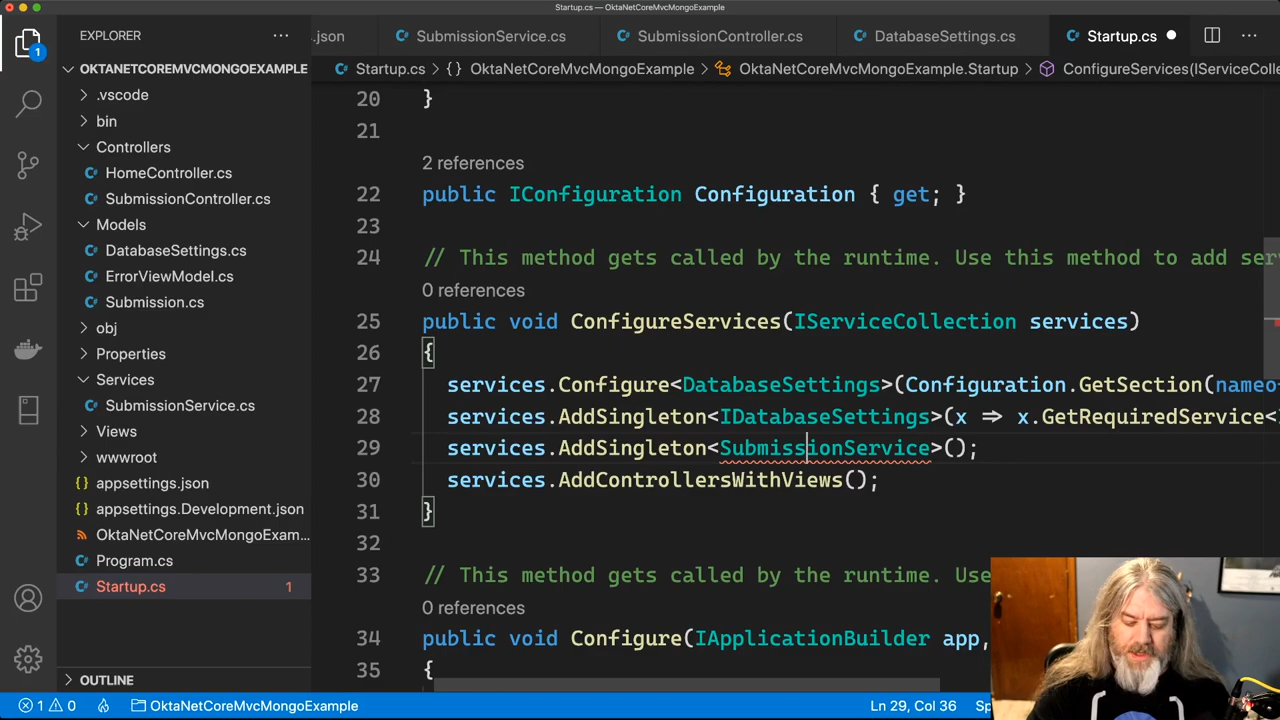 Startup.cs — OktaNetCoreMvcMongoExample
EXPLORER ···
OKTANETCOREMVCMONGOEXAMPLE
.vscode
bin
Controllers
HomeController.cs
SubmissionController.cs
Models
DatabaseSettings.cs
ErrorViewModel.cs
Submission.cs
obj
Properties
Services
SubmissionService.cs
Views
wwwroot
{} appsettings.json
{} appsettings.Development.json
OktaNetCoreMvcMongoExam...
Program.cs
Startup.cs 1
OUTLINE
1
.json SubmissionService.cs SubmissionController.cs DatabaseSettings.cs Startup.cs ● ···
Startup.cs > {} OktaNetCoreMvcMongoExample > OktaNetCoreMvcMongoExample.Startup > ConfigureServices(IServiceColle
20 }
21
2 references
22 public IConfiguration Configuration { get; }
23
24 // This method gets called by the runtime. Use this method to add ser
0 references
25 public void ConfigureServices(IServiceCollection services)
26 {
27 services.Configure<DatabaseSettings>(Configuration.GetSection(nameo
28 services.AddSingleton<IDatabaseSettings>(x => x.GetRequiredService<
29 services.AddSingleton<SubmissionService>();
30 services.AddControllersWithViews();
31 }
32
33 // This method gets called by the runtime. Use
0 references
34 public void Configure(IApplicationBuilder app,
35 {
1 0 OktaNetCoreMvcMongoExample Ln 29, Col 36 Sp